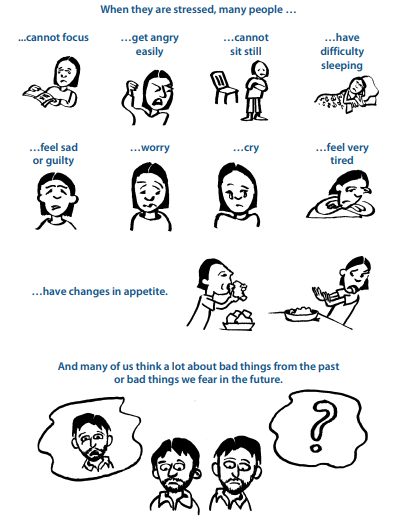 When they are stressed, many people …
...cannot focus
…get angry
easily
…cannot
sit still
…have
difficulty
sleeping
…feel sad
or guilty
…worry
…cry
…feel very
tired
…have changes in appetite.
And many of us think a lot about bad things from the past
or bad things we fear in the future.
?